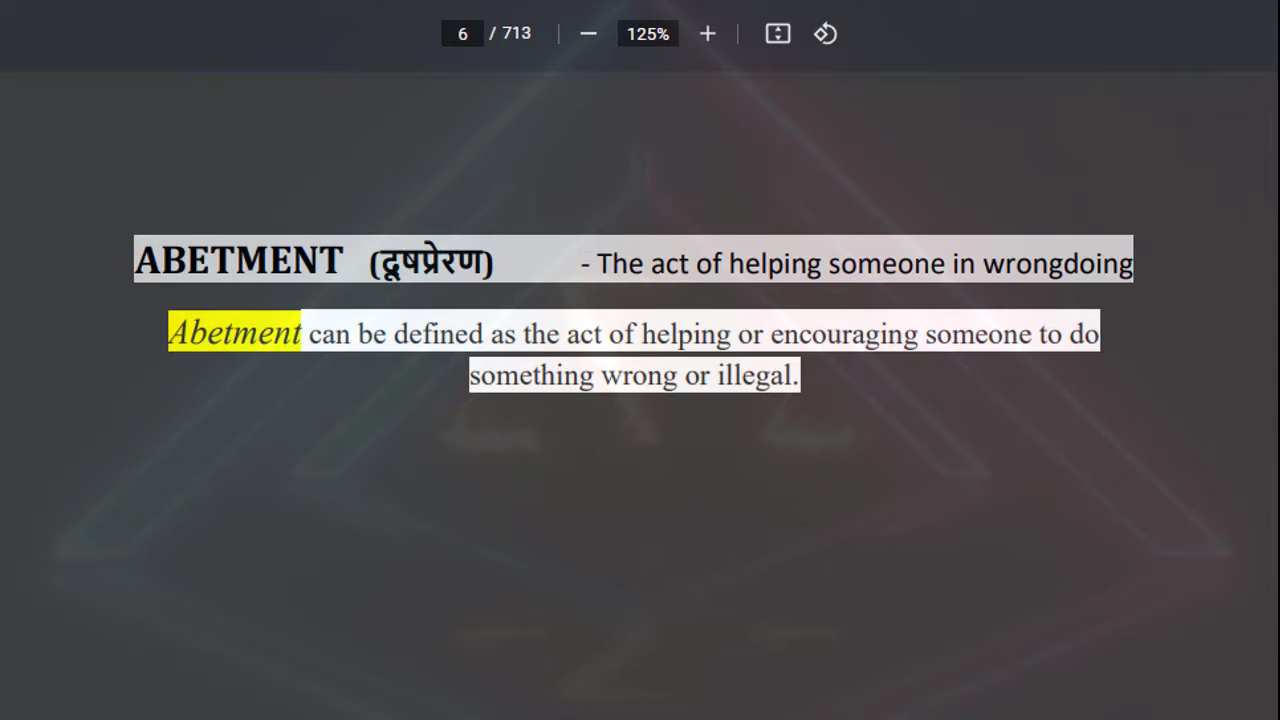 6 / 713 125%
ABETMENT (दूषप्रेरण) - The act of helping someone in wrongdoing
Abetment can be defined as the act of helping or encouraging someone to do
something wrong or illegal.